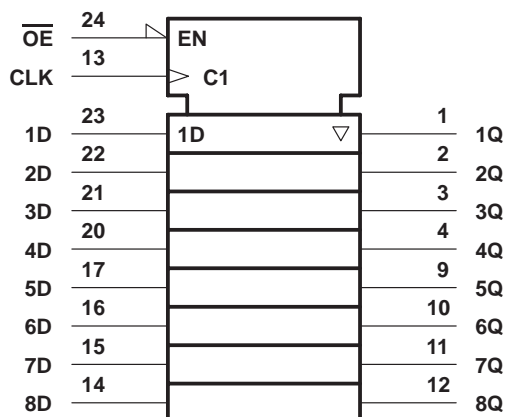 24
O̅E̅ EN
13
CLK C1
23 1
1D 1D ▽ 1Q
22 2
2D 2Q
21 3
3D 3Q
20 4
4D 4Q
17 9
5D 5Q
16 10
6D 6Q
15 11
7D 7Q
14 12
8D 8Q